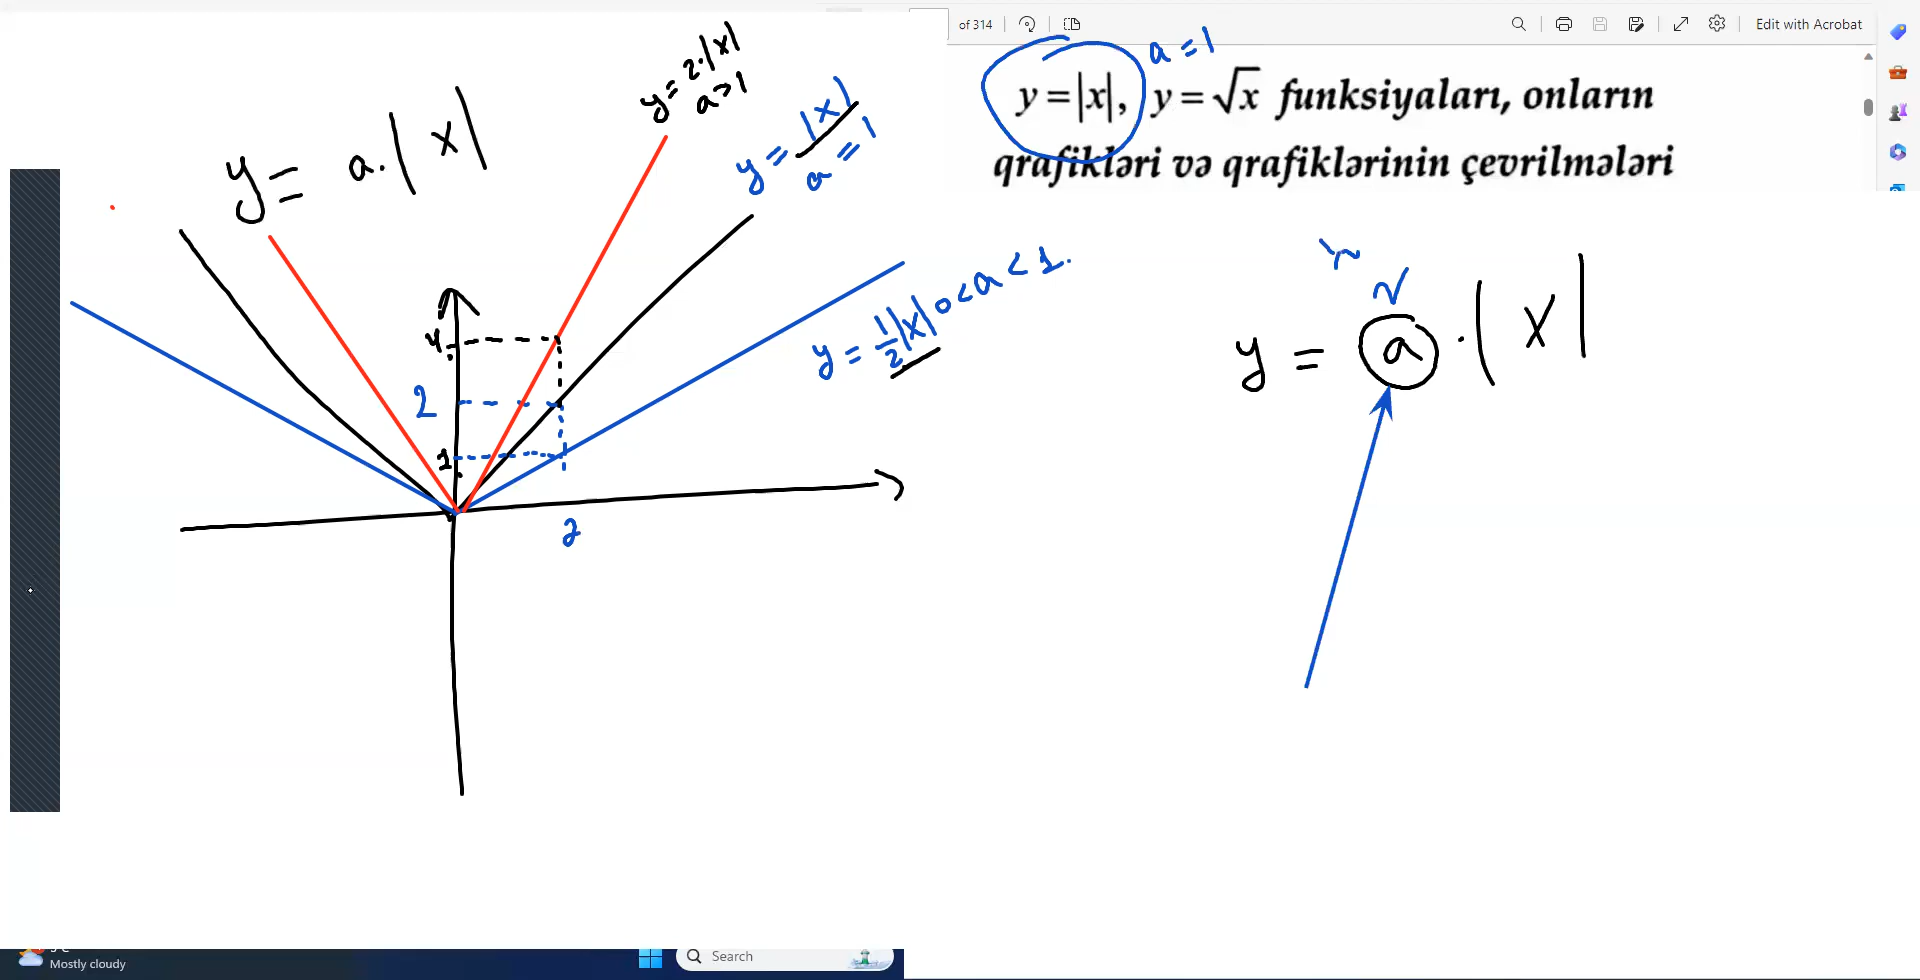 of 314
Edit with Acrobat
a = 1
y = |x|, y = √x funksiyaları, onların
qrafikləri və qrafiklərinin çevrilmələri
y = a·|x|
y = 2·|x|
a > 1
y = |x|
a = 1
y = 1/2|x| 0 < a < 1.
4
2
1
2
y = a·|x|
Mostly cloudy
Search